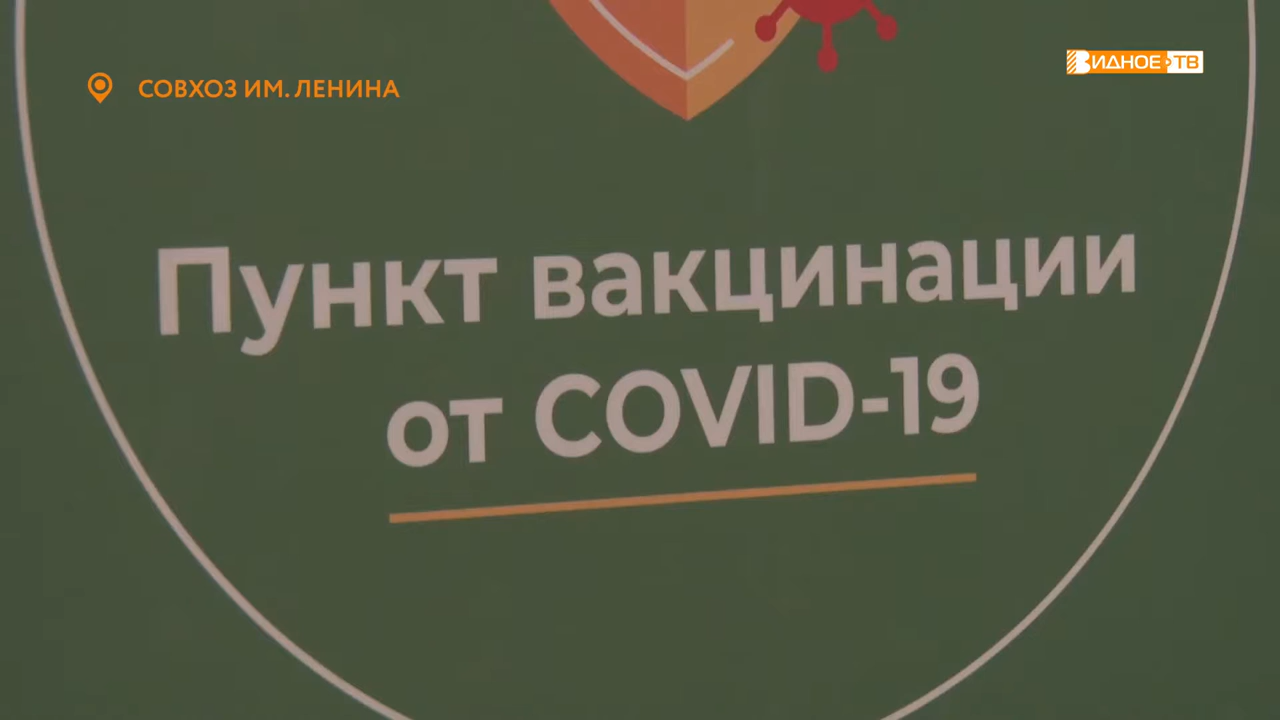 СОВХОЗ ИМ. ЛЕНИНА
ВИДНОЕ-ТВ
Пункт вакцинации
от COVID-19